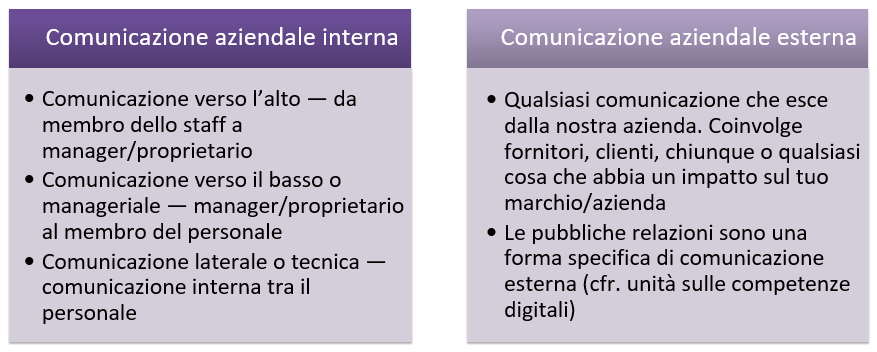 Comunicazione aziendale interna
• Comunicazione verso l’alto — da
membro dello staff a
manager/proprietario
• Comunicazione verso il basso o
manageriale — manager/proprietario
al membro del personale
• Comunicazione laterale o tecnica —
comunicazione interna tra il
personale
Comunicazione aziendale esterna
• Qualsiasi comunicazione che esce
dalla nostra azienda. Coinvolge
fornitori, clienti, chiunque o qualsiasi
cosa che abbia un impatto sul tuo
marchio/azienda
• Le pubbliche relazioni sono una
forma specifica di comunicazione
esterna (cfr. unità sulle competenze
digitali)